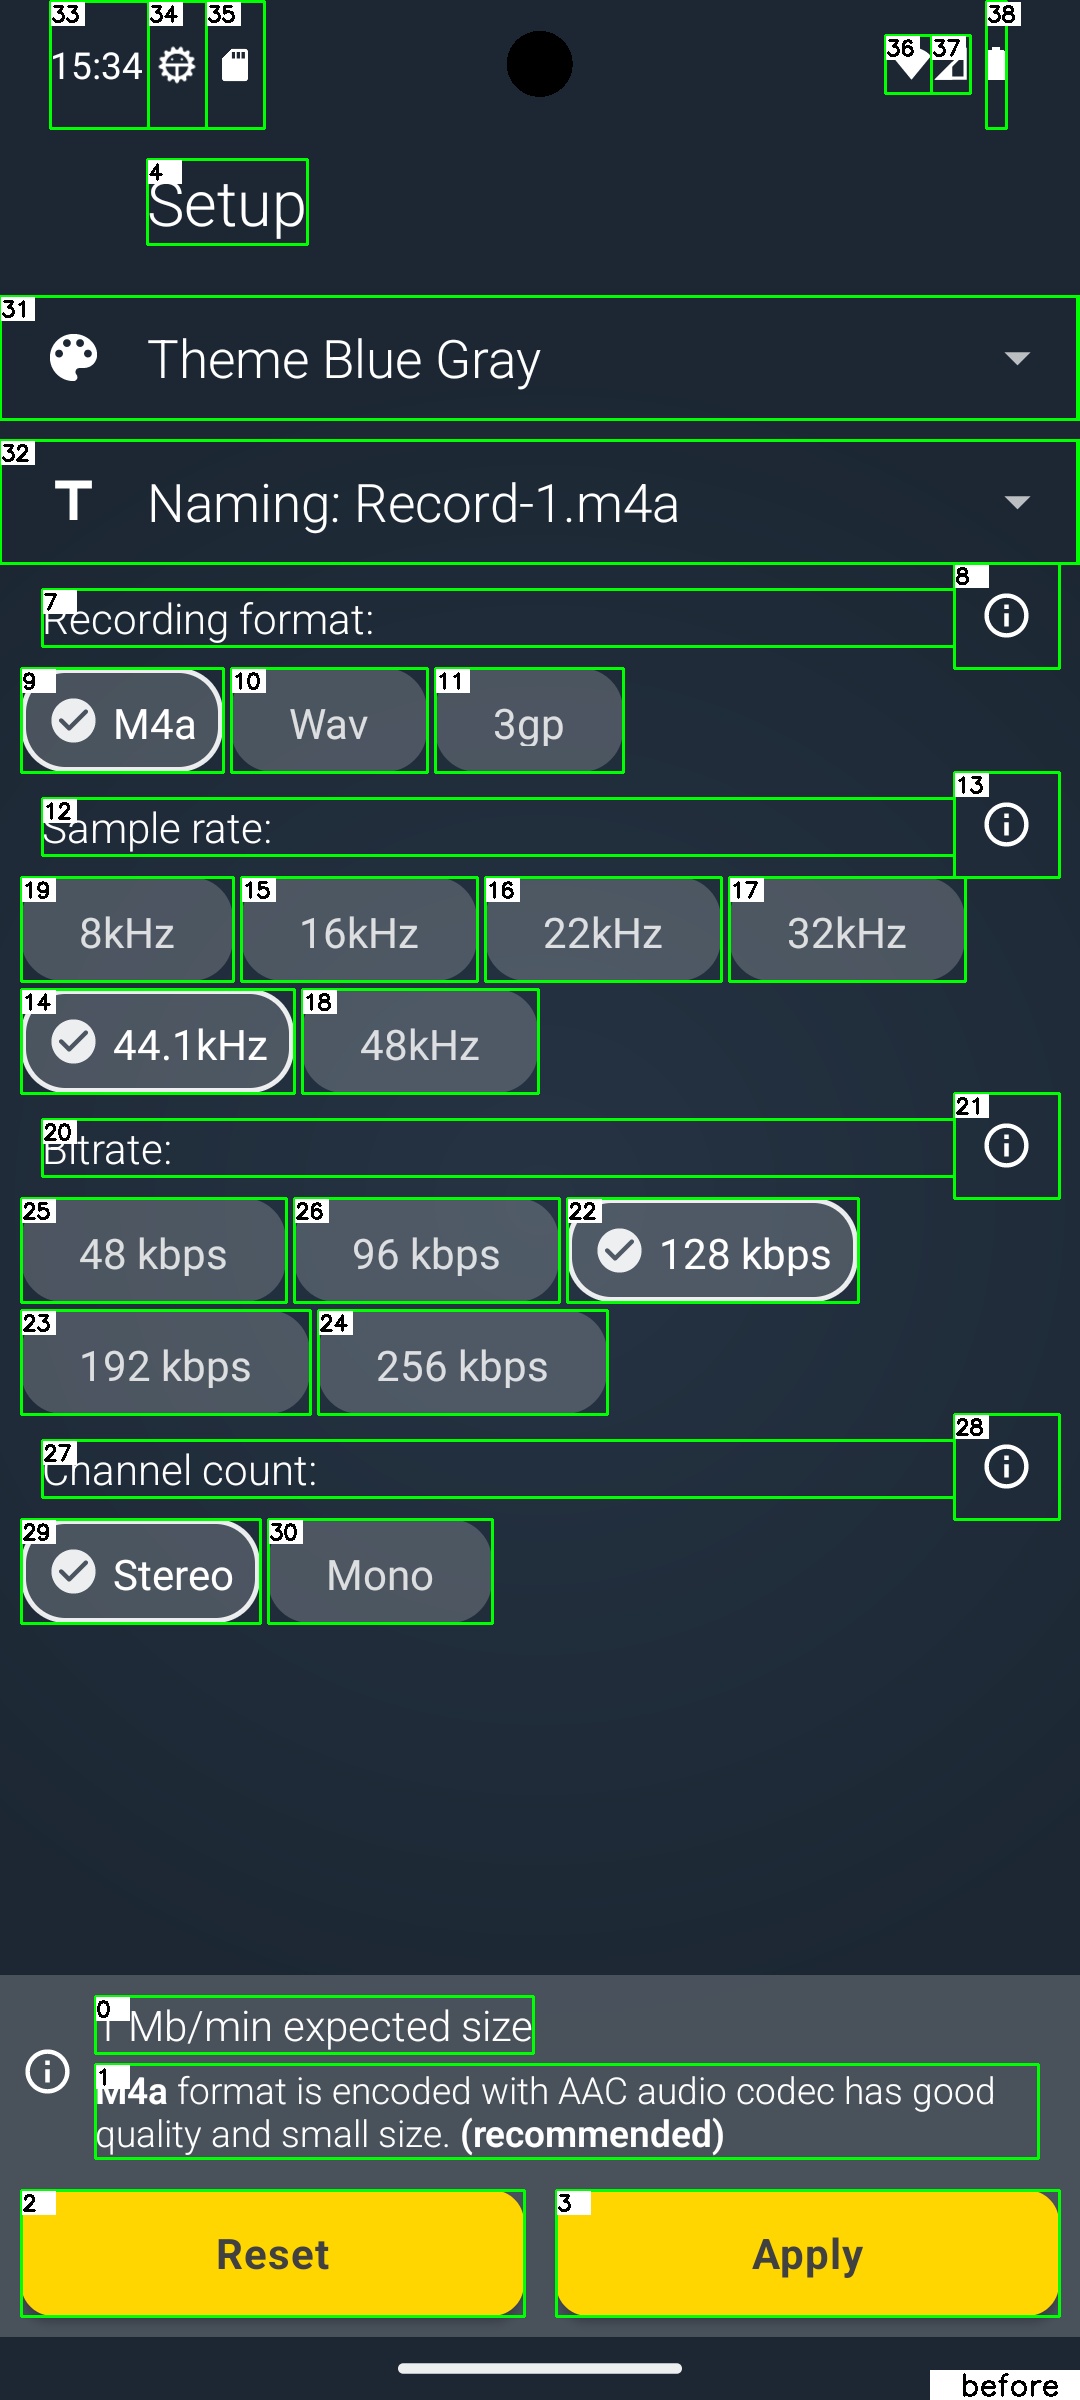 33 34 35 36 37 38
15:34
4
Setup
31
Theme Blue Gray
32
T Naming: Record-1.m4a
7 8
Recording format:
9 10 11
M4a Wav 3gp
12 13
Sample rate:
19 15 16 17
8kHz 16kHz 22kHz 32kHz
14 18
44.1kHz 48kHz
20 21
Bitrate:
25 26 22
48 kbps 96 kbps 128 kbps
23 24
192 kbps 256 kbps
27 28
Channel count:
29 30
Stereo Mono
0
1 Mb/min expected size
1
M4a format is encoded with AAC audio codec has good
quality and small size. (recommended)
2 3
Reset Apply
before